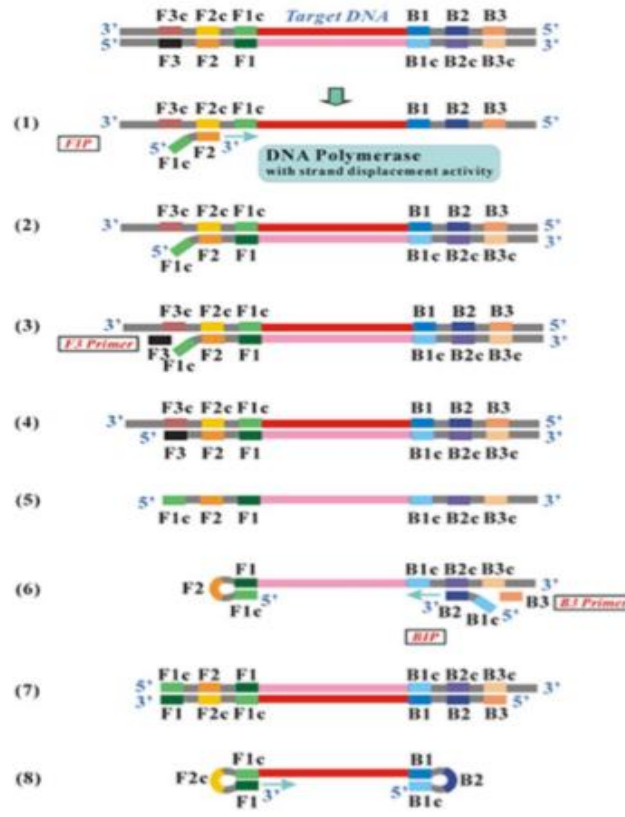 Target DNA
F3c F2c F1c B1 B2 B3
3’ 5’
5’ 3’
F3 F2 F1 B1c B2c B3c
F3c F2c F1c B1 B2 B3
(1) 3’ 5’
FIP 5’ F2 3’
F1c
DNA Polymerase
with strand displacement activity
F3c F2c F1c B1 B2 B3
(2) 3’ 5’
3’
5’ F2 F1 B1c B2c B3c
F1c
F3c F2c F1c B1 B2 B3
(3) 3’ 5’
3’
F3 Primer F3 F2 F1 B1c B2c B3c
F1c
F3c F2c F1c B1 B2 B3
(4) 3’ 5’
5’ 3’
F3 F2 F1 B1c B2c B3c
(5) 5’ 3’
F1c F2 F1 B1c B2c B3c
F1 B1c B2c B3c
(6) F2 3’
F1c 5’ 3’ B2 B1c 5’ B3 B3 Primer
BIP
F1c F2 F1 B1c B2c B3c
(7) 5’ 3’
3’ 5’
F1 F2c F1c B1 B2 B3
F1c B1
(8) F2c B2
F1 3’ 5’ B1c